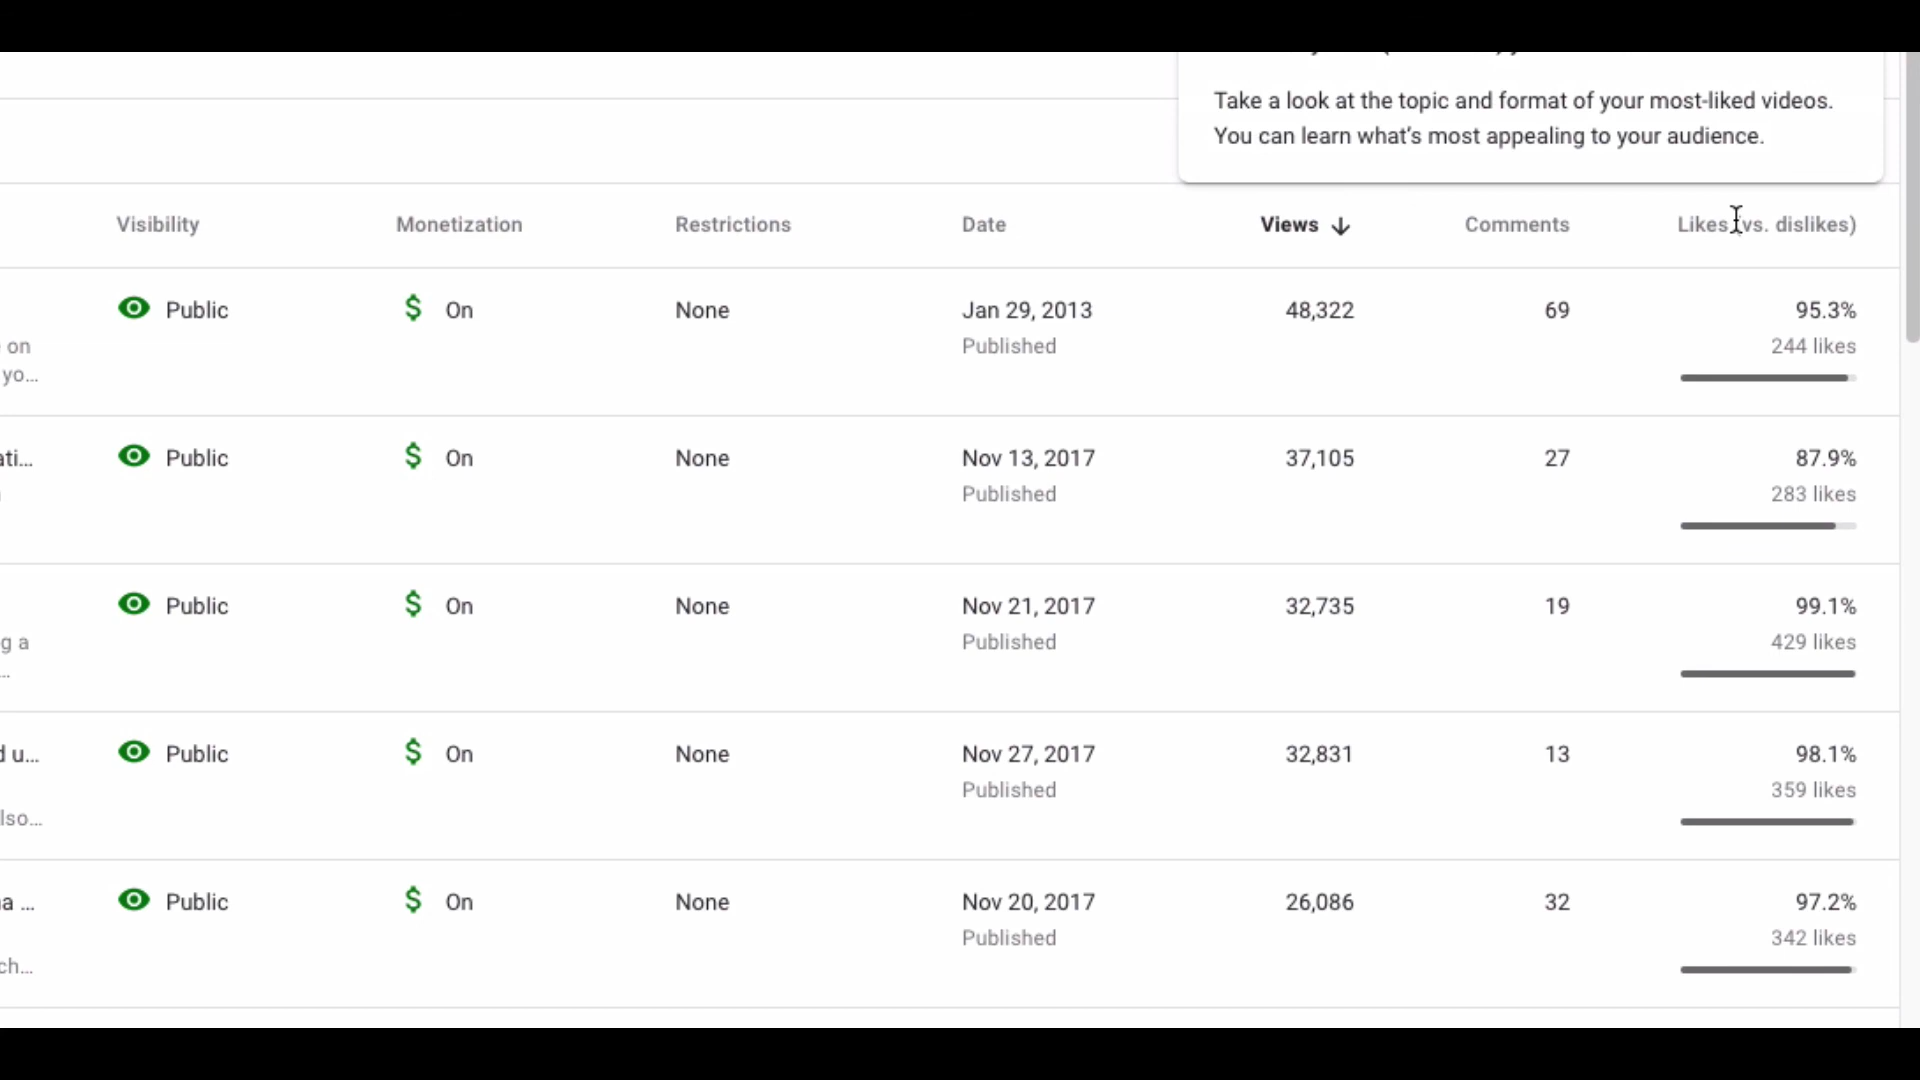 Take a look at the topic and format of your most-liked videos.
You can learn what's most appealing to your audience.
Visibility Monetization Restrictions Date Views Comments Likes (vs. dislikes)
Public On None Jan 29, 2013 48,322 69 95.3%
on Published 244 likes
yo...
ati... Public On None Nov 13, 2017 37,105 27 87.9%
Published 283 likes
Public On None Nov 21, 2017 32,735 19 99.1%
g a Published 429 likes
...
d u... Public On None Nov 27, 2017 32,831 13 98.1%
Published 359 likes
lso...
a ... Public On None Nov 20, 2017 26,086 32 97.2%
Published 342 likes
ch...